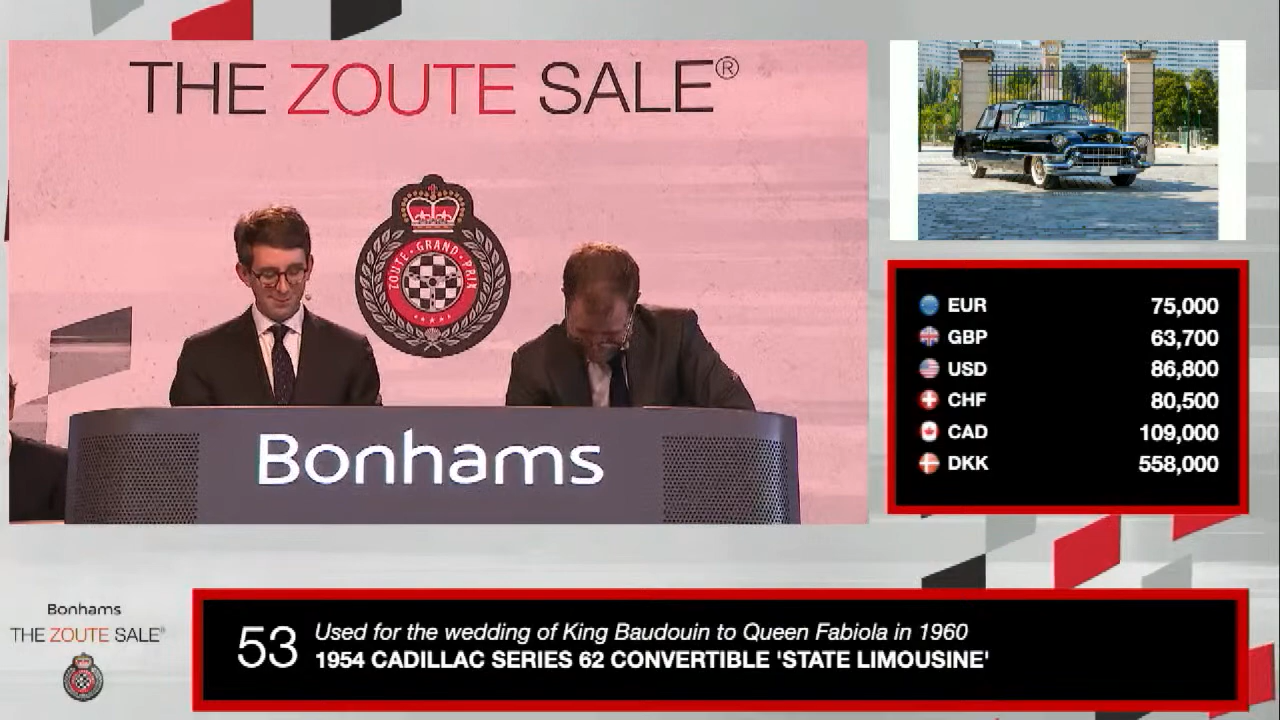 THE ZOUTE SALE®
ZOUTE · GRAND · PRIX
Bonhams
EUR 75,000
GBP 63,700
USD 86,800
CHF 80,500
CAD 109,000
DKK 558,000
Bonhams
THE ZOUTE SALE®
53
Used for the wedding of King Baudouin to Queen Fabiola in 1960
1954 CADILLAC SERIES 62 CONVERTIBLE 'STATE LIMOUSINE'